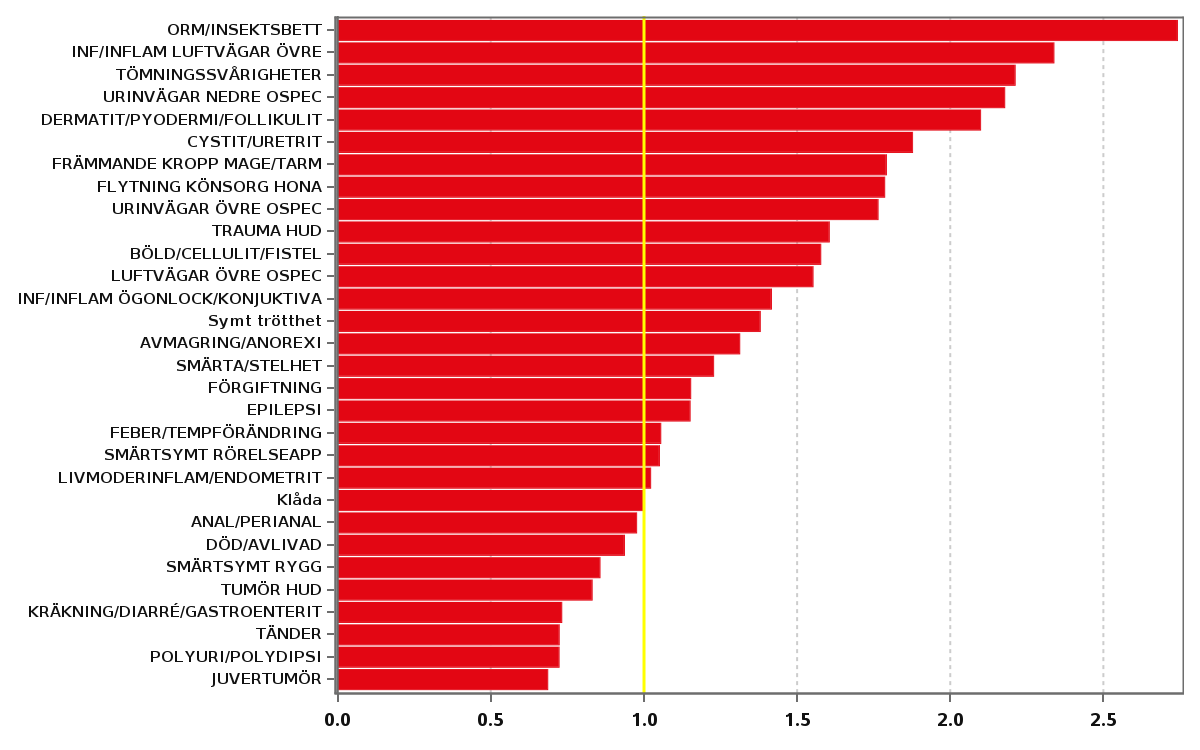 ORM/INSEKTSBETT
INF/INFLAM LUFTVÄGAR ÖVRE
TÖMNINGSSVÅRIGHETER
URINVÄGAR NEDRE OSPEC
DERMATIT/PYODERMI/FOLLIKULIT
CYSTIT/URETRIT
FRÄMMANDE KROPP MAGE/TARM
FLYTNING KÖNSORG HONA
URINVÄGAR ÖVRE OSPEC
TRAUMA HUD
BÖLD/CELLULIT/FISTEL
LUFTVÄGAR ÖVRE OSPEC
INF/INFLAM ÖGONLOCK/KONJUKTIVA
Symt trötthet
AVMAGRING/ANOREXI
SMÄRTA/STELHET
FÖRGIFTNING
EPILEPSI
FEBER/TEMPFÖRÄNDRING
SMÄRTSYMT RÖRELSEAPP
LIVMODERINFLAM/ENDOMETRIT
Klåda
ANAL/PERIANAL
DÖD/AVLIVAD
SMÄRTSYMT RYGG
TUMÖR HUD
KRÄKNING/DIARRÉ/GASTROENTERIT
TÄNDER
POLYURI/POLYDIPSI
JUVERTUMÖR
0.0 0.5 1.0 1.5 2.0 2.5